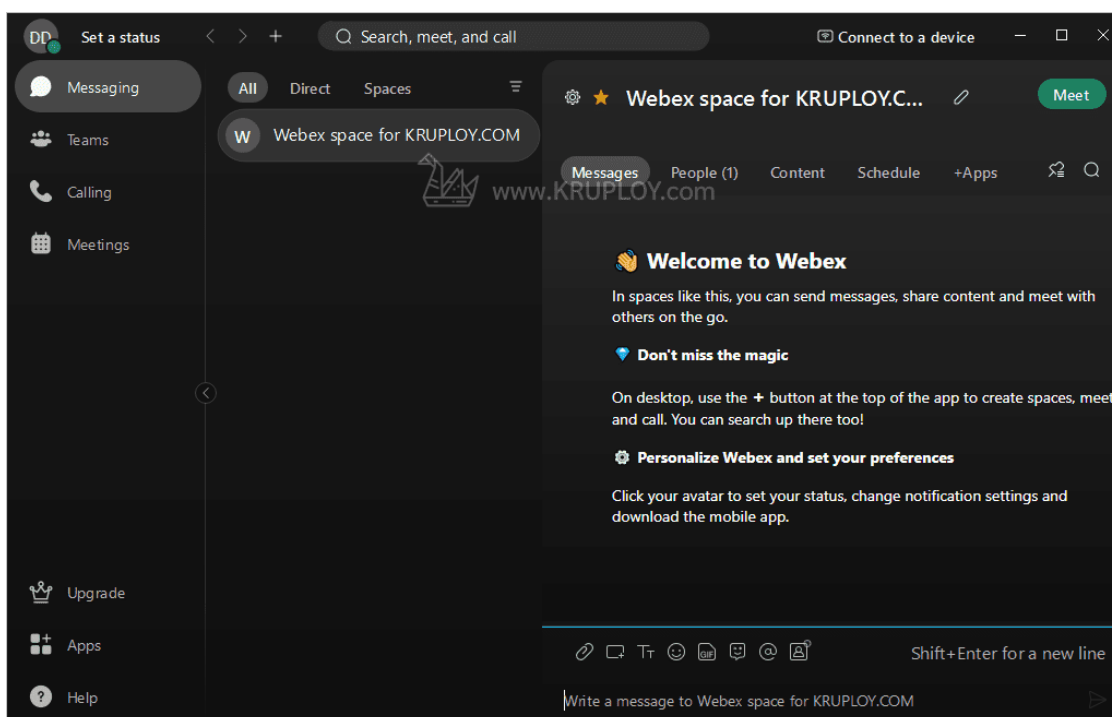 DD
Set a status
Search, meet, and call
Connect to a device
Messaging
Teams
Calling
Meetings
Upgrade
Apps
Help
All
Direct
Spaces
W
Webex space for KRUPLOY.COM
Webex space for KRUPLOY.C...
Meet
Messages
People (1)
Content
Schedule
+Apps
www.KRUPLOY.com
👋 Welcome to Webex
In spaces like this, you can send messages, share content and meet with
others on the go.
💎 Don't miss the magic
On desktop, use the + button at the top of the app to create spaces, meet
and call. You can search up there too!
⚙ Personalize Webex and set your preferences
Click your avatar to set your status, change notification settings and
download the mobile app.
GIF
Shift+Enter for a new line
Write a message to Webex space for KRUPLOY.COM